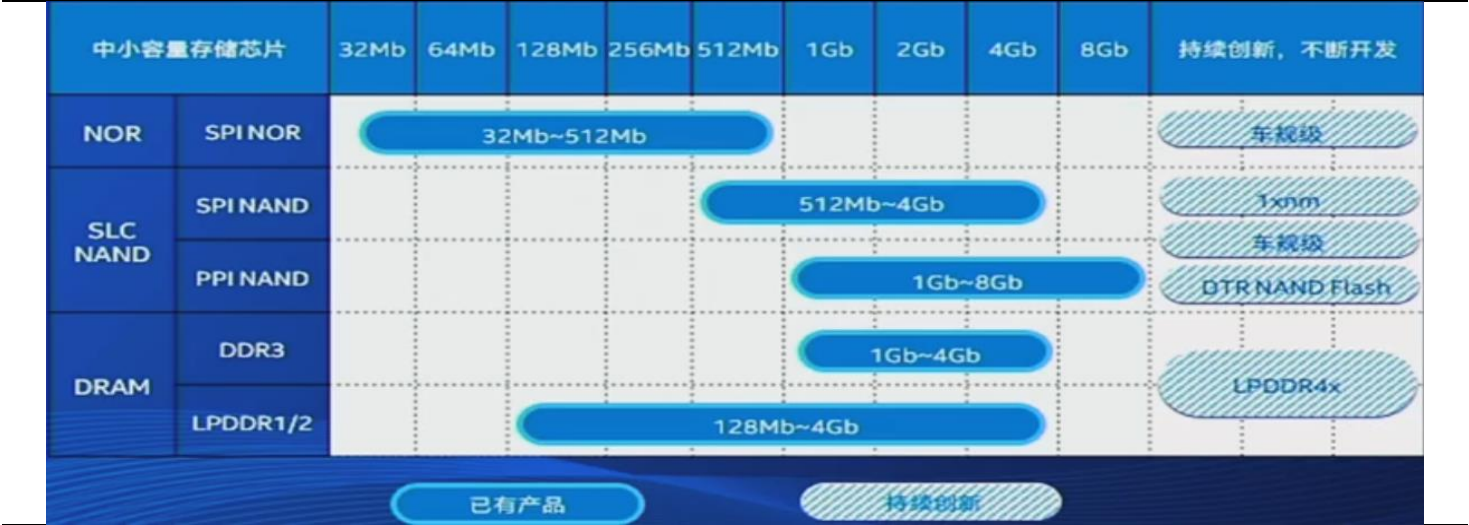 中小容量存储芯片 32Mb 64Mb 128Mb 256Mb 512Mb 1Gb 2Gb 4Gb 8Gb 持续创新，不断开发
NOR SPI NOR 32Mb~512Mb 车规级
SLC NAND
SPI NAND 512Mb~4Gb 1xnm
车规级
PPI NAND 1Gb~8Gb DTR NAND Flash
DRAM
DDR3 1Gb~4Gb
LPDDR4x
LPDDR1/2 128Mb~4Gb
已有产品 持续创新